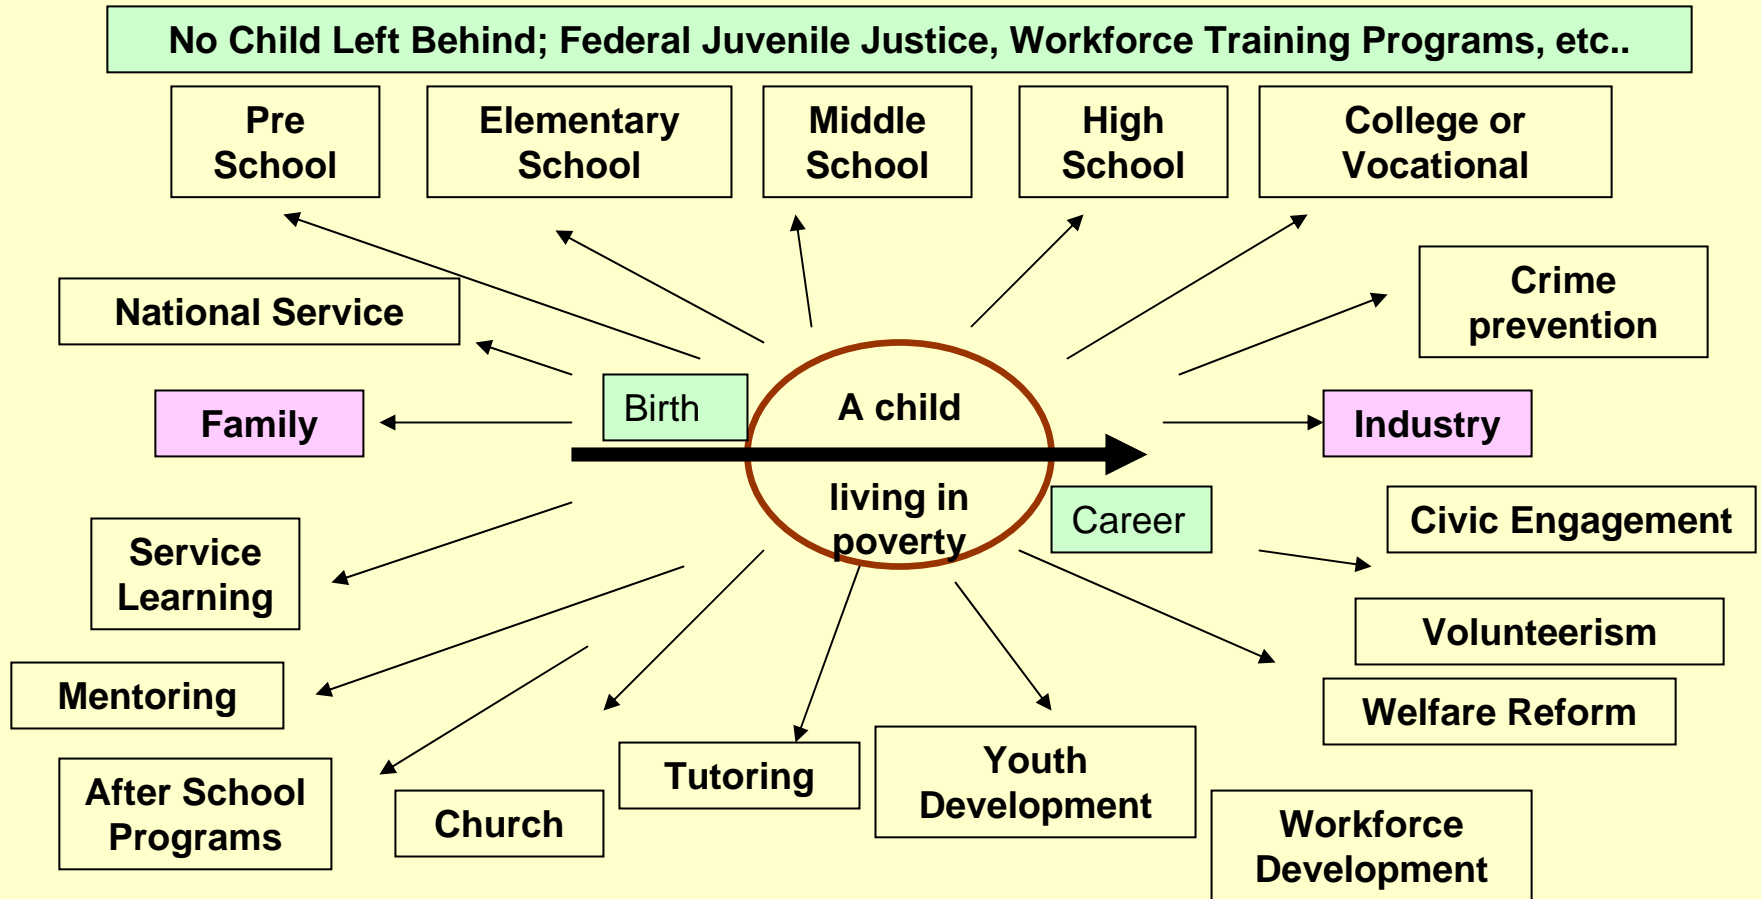 No Child Left Behind; Federal Juvenile Justice, Workforce Training Programs, etc..
Pre
School
Elementary
School
Middle
School
High
School
College or
Vocational
National Service
Crime
prevention
Family
Birth
A child
living in
poverty
Industry
Career
Civic Engagement
Service
Learning
Volunteerism
Mentoring
Welfare Reform
After School
Programs
Church
Tutoring
Youth
Development
Workforce
Development